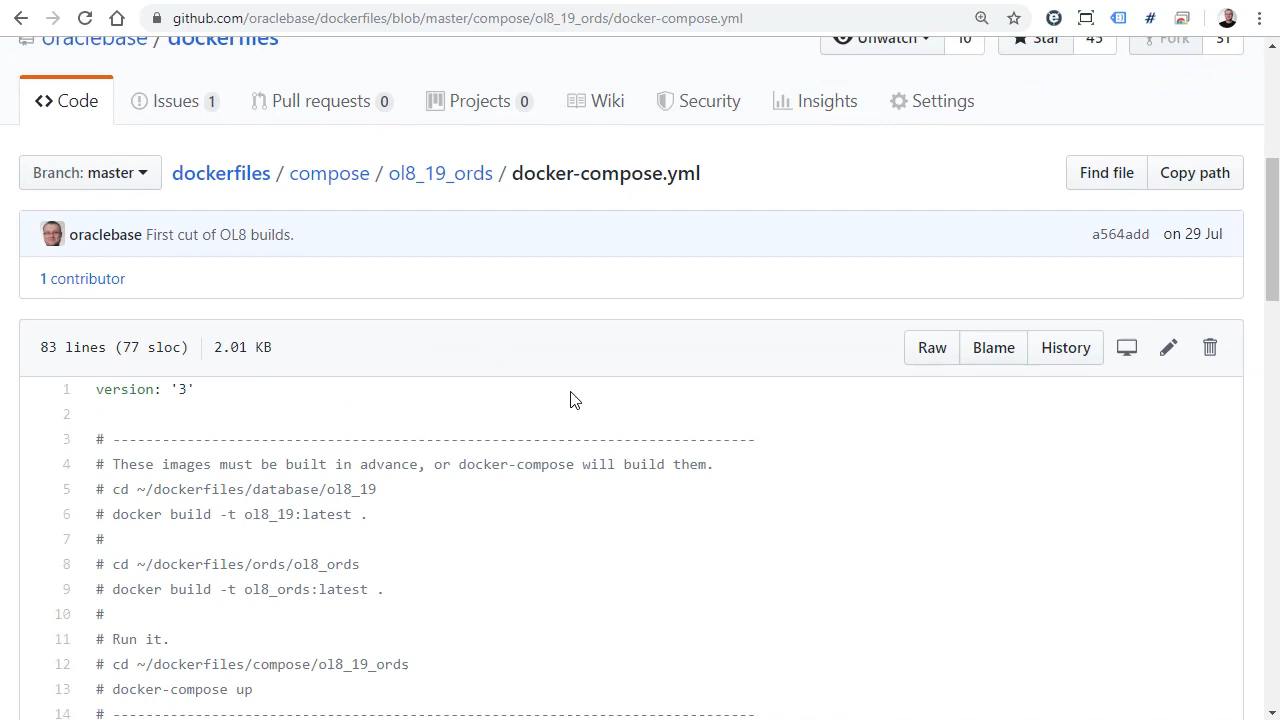 github.com/oraclebase/dockerfiles/blob/master/compose/ol8_19_ords/docker-compose.yml
oraclebase / dockerfiles
Unwatch 10 Star 45 Fork 31
Code Issues 1 Pull requests 0 Projects 0 Wiki Security Insights Settings
Branch: master dockerfiles / compose / ol8_19_ords / docker-compose.yml Find file Copy path
oraclebase First cut of OL8 builds. a564add on 29 Jul
1 contributor
83 lines (77 sloc) 2.01 KB Raw Blame History
1 version: '3'
2
3 # ------------------------------------------------------------------------------
4 # These images must be built in advance, or docker-compose will build them.
5 # cd ~/dockerfiles/database/ol8_19
6 # docker build -t ol8_19:latest .
7 #
8 # cd ~/dockerfiles/ords/ol8_ords
9 # docker build -t ol8_ords:latest .
10 #
11 # Run it.
12 # cd ~/dockerfiles/compose/ol8_19_ords
13 # docker-compose up
14 # ------------------------------------------------------------------------------